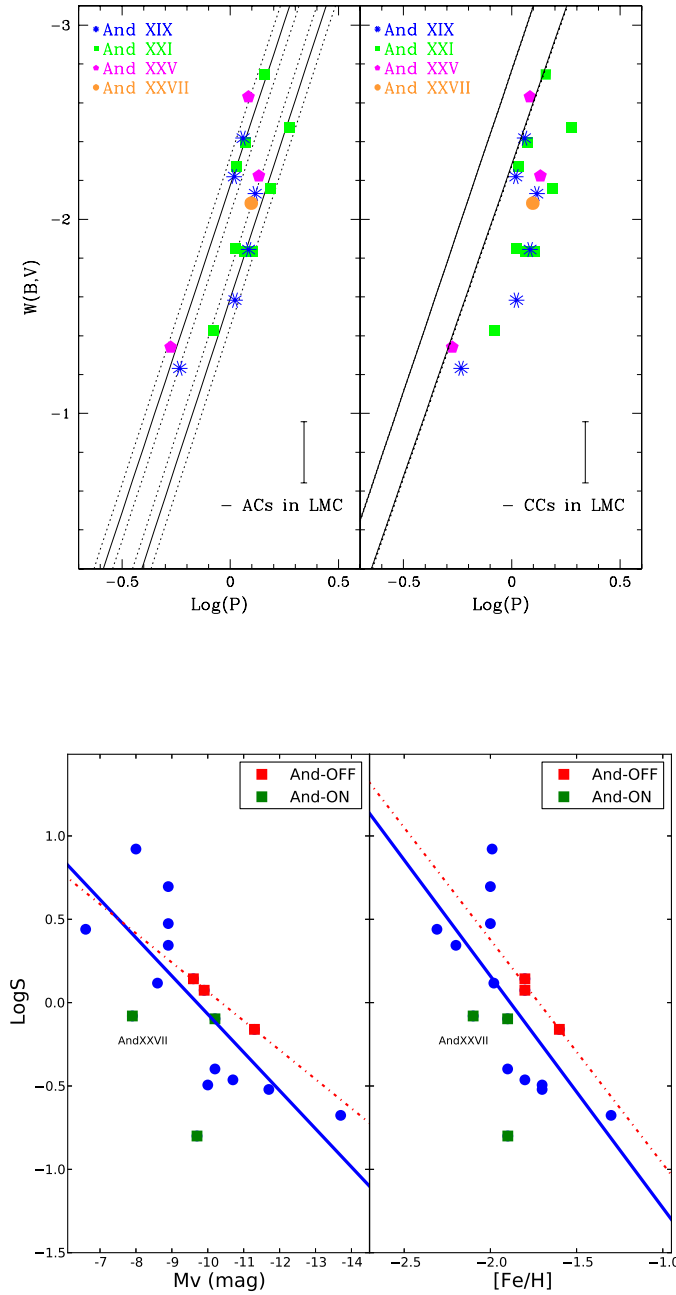 And XIX
And XXI
And XXV
And XXVII
And XIX
And XXI
And XXV
And XXVII
−3
−2
−1
W(B,V)
− ACs in LMC
− CCs in LMC
−0.5 0 0.5
−0.5 0 0.5
Log(P)
Log(P)
And-OFF
And-ON
And-OFF
And-ON
1.0
0.5
0.0
−0.5
−1.0
−1.5
LogS
AndXXVII
AndXXVII
-7 -8 -9 -10 -11 -12 -13 -14
−2.5 −2.0 −1.5 −1.0
Mv (mag)
[Fe/H]